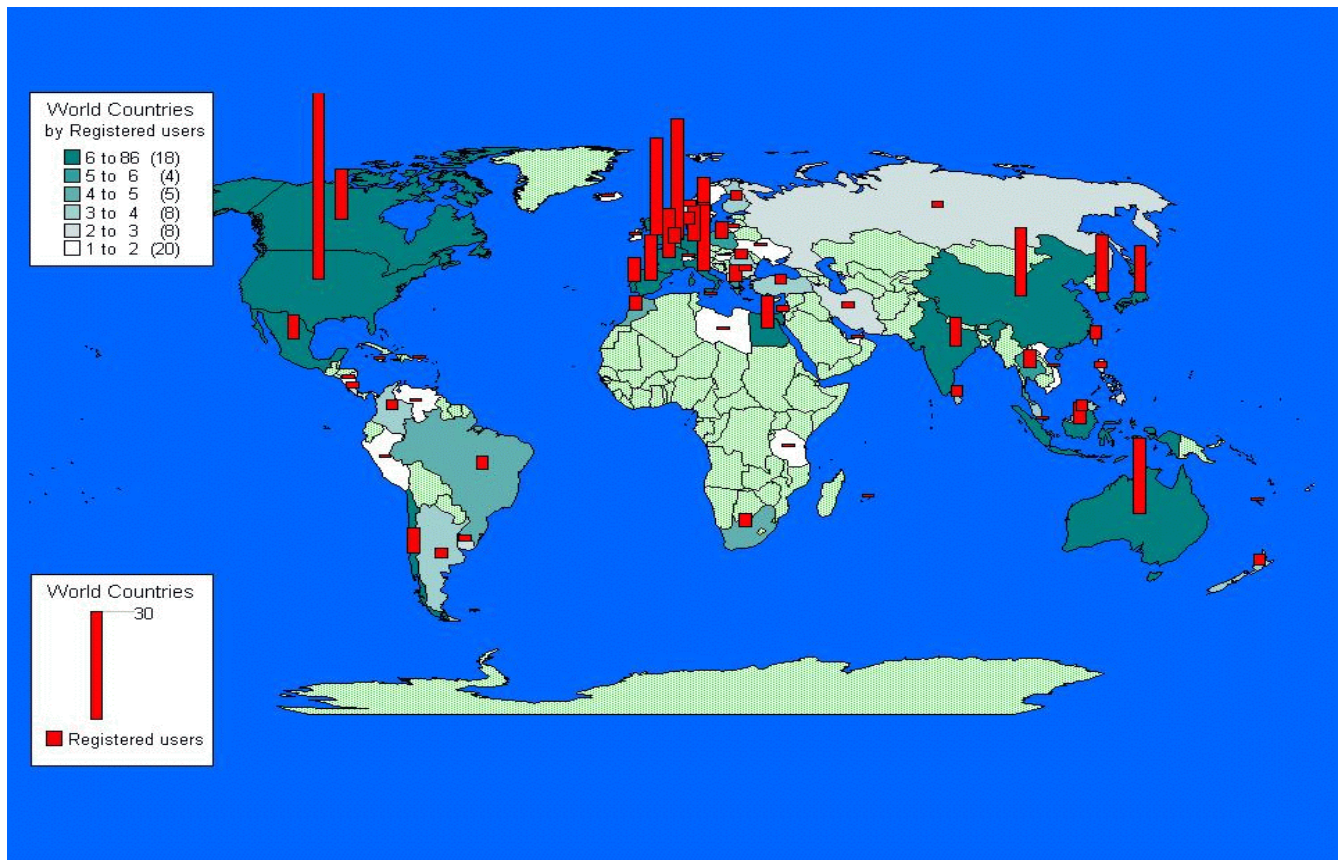 World Countries
by Registered users
6 to 86 (18)
5 to 6 (4)
4 to 5 (5)
3 to 4 (8)
2 to 3 (8)
1 to 2 (20)
World Countries
30
Registered users